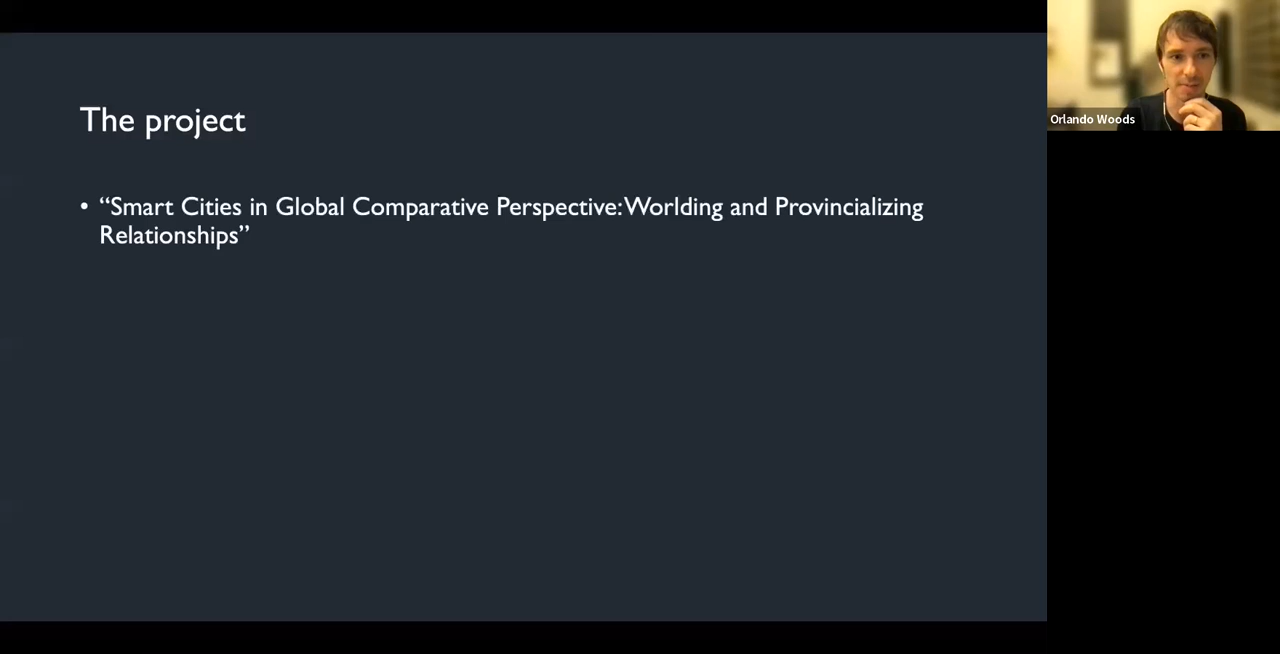 The project
• “Smart Cities in Global Comparative Perspective:Worlding and Provincializing
Relationships”
Orlando Woods